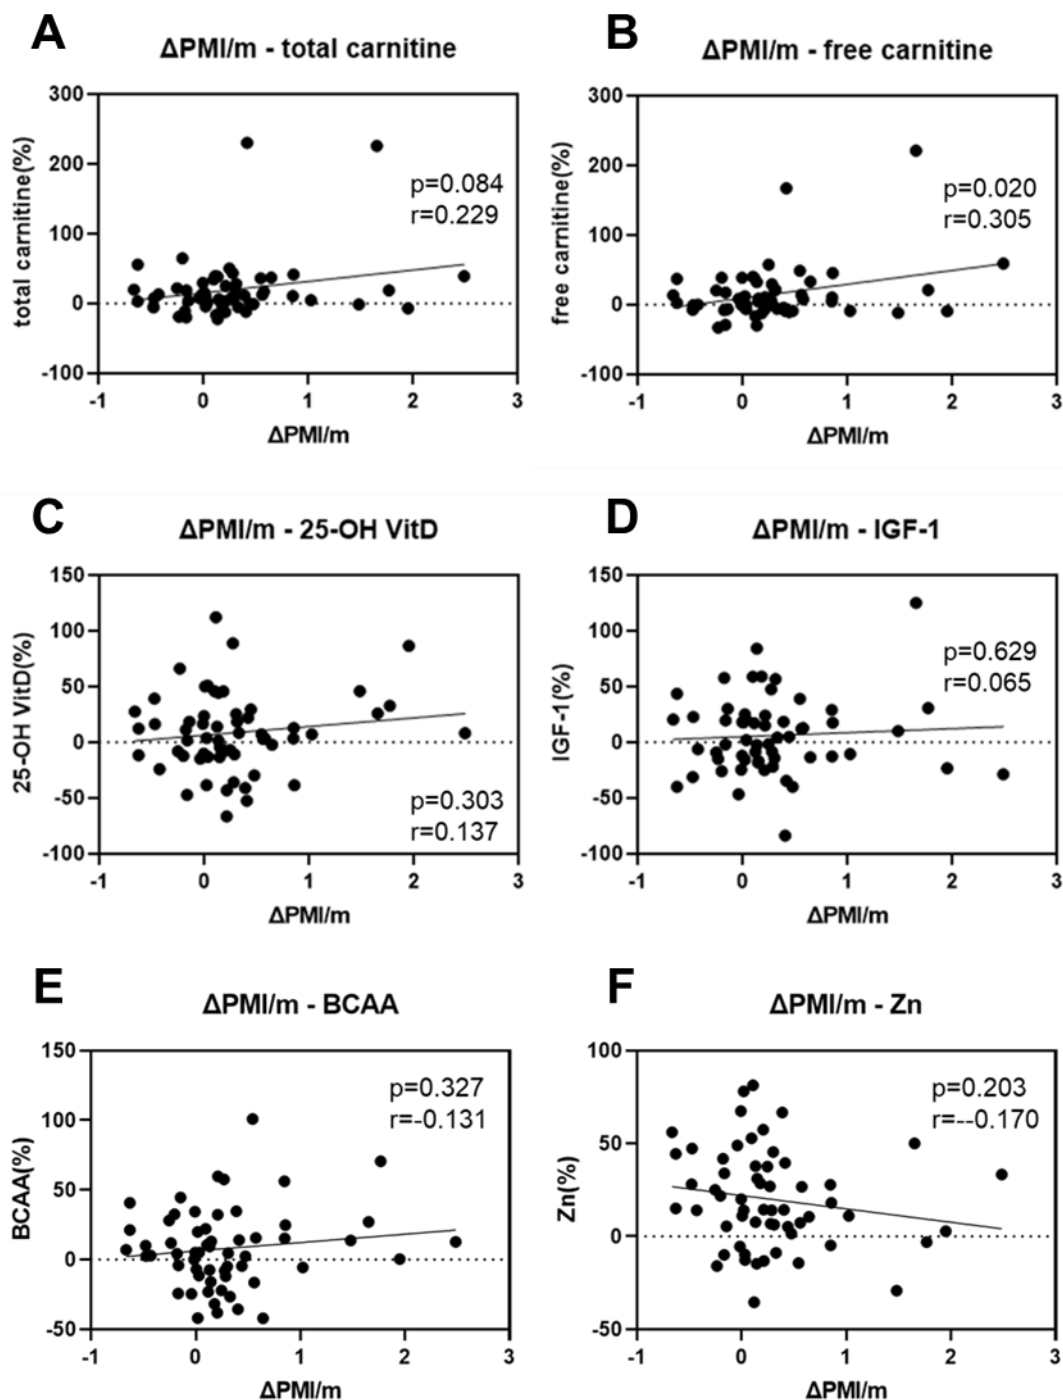 A
ΔPMI/m - total carnitine
total carnitine(%)
300
200
100
0
-100
p=0.084
r=0.229
-1
0
1
2
3
ΔPMI/m
B
ΔPMI/m - free carnitine
free carnitine(%)
300
200
100
0
-100
p=0.020
r=0.305
-1
0
1
2
3
ΔPMI/m
C
ΔPMI/m - 25-OH VitD
25-OH VitD(%)
150
100
50
0
-50
-100
p=0.303
r=0.137
-1
0
1
2
3
ΔPMI/m
D
ΔPMI/m - IGF-1
IGF-1(%)
150
100
50
0
-50
-100
p=0.629
r=0.065
-1
0
1
2
3
ΔPMI/m
E
ΔPMI/m - BCAA
BCAA(%)
150
100
50
0
-50
p=0.327
r=-0.131
-1
0
1
2
3
ΔPMI/m
F
ΔPMI/m - Zn
Zn(%)
100
50
0
-50
p=0.203
r=--0.170
-1
0
1
2
3
ΔPMI/m